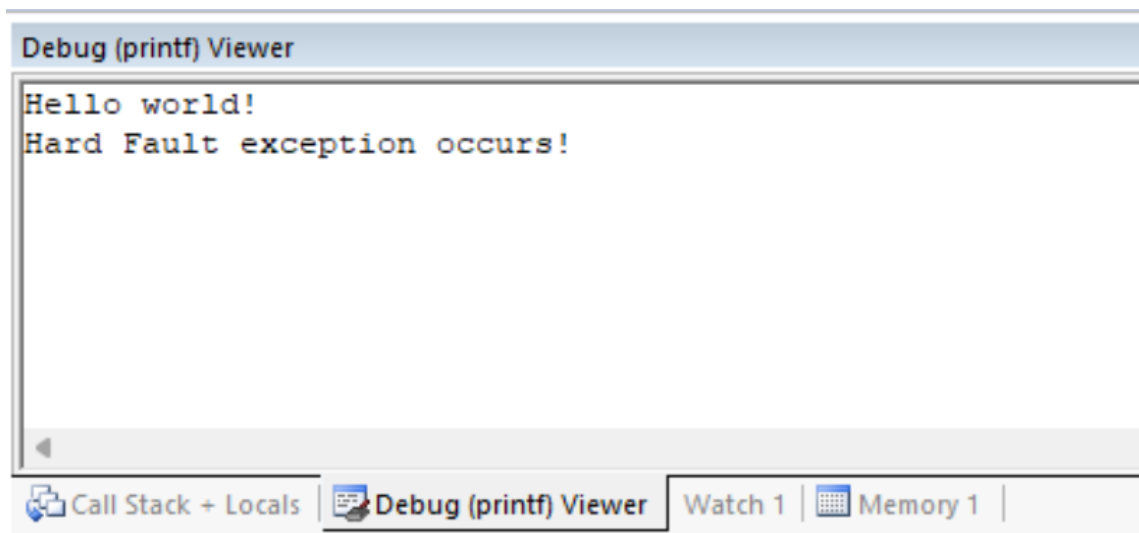 Debug (printf) Viewer
Hello world!
Hard Fault exception occurs!
Call Stack + Locals Debug (printf) Viewer Watch 1 Memory 1